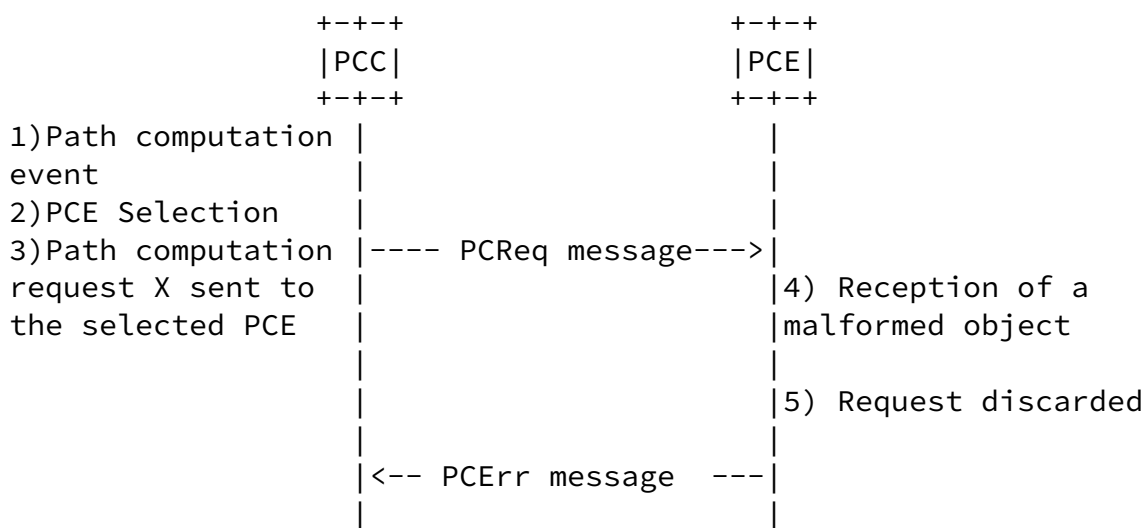 +-+-+                 +-+-+
                |PCC|                 |PCE|
                +-+-+                 +-+-+
1)Path computation |                     |
event              |                     |
2)PCE Selection    |                     |
3)Path computation |---- PCReq message--->|
request X sent to  |                     |4) Reception of a
the selected PCE   |                     |malformed object
                   |                     |
                   |                     |5) Request discarded
                   |                     |
                   |<-- PCErr message  ---|
                   |                     |